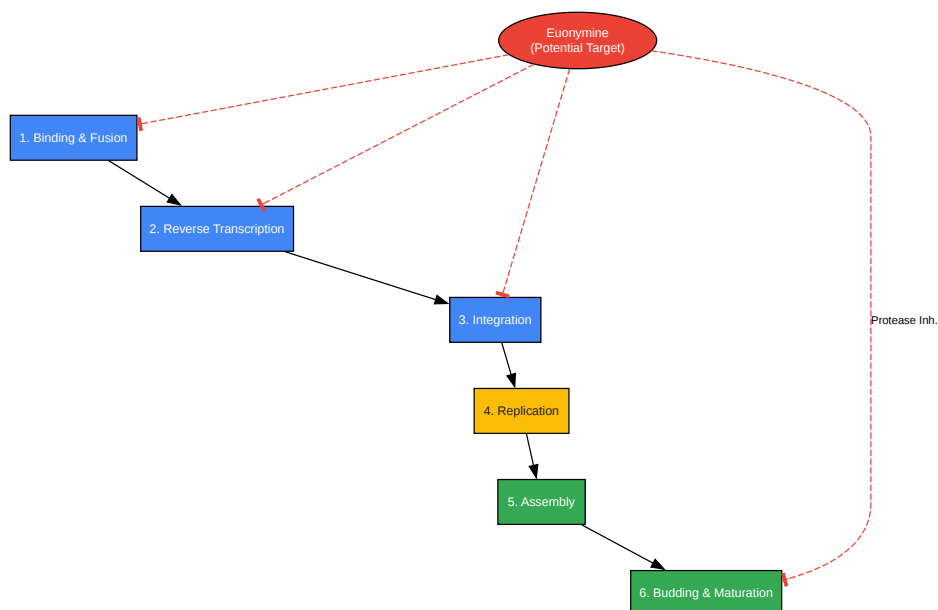 Euonymine
(Potential Target)
1. Binding & Fusion
2. Reverse Transcription
3. Integration
Protease Inh.
4. Replication
5. Assembly
6. Budding & Maturation